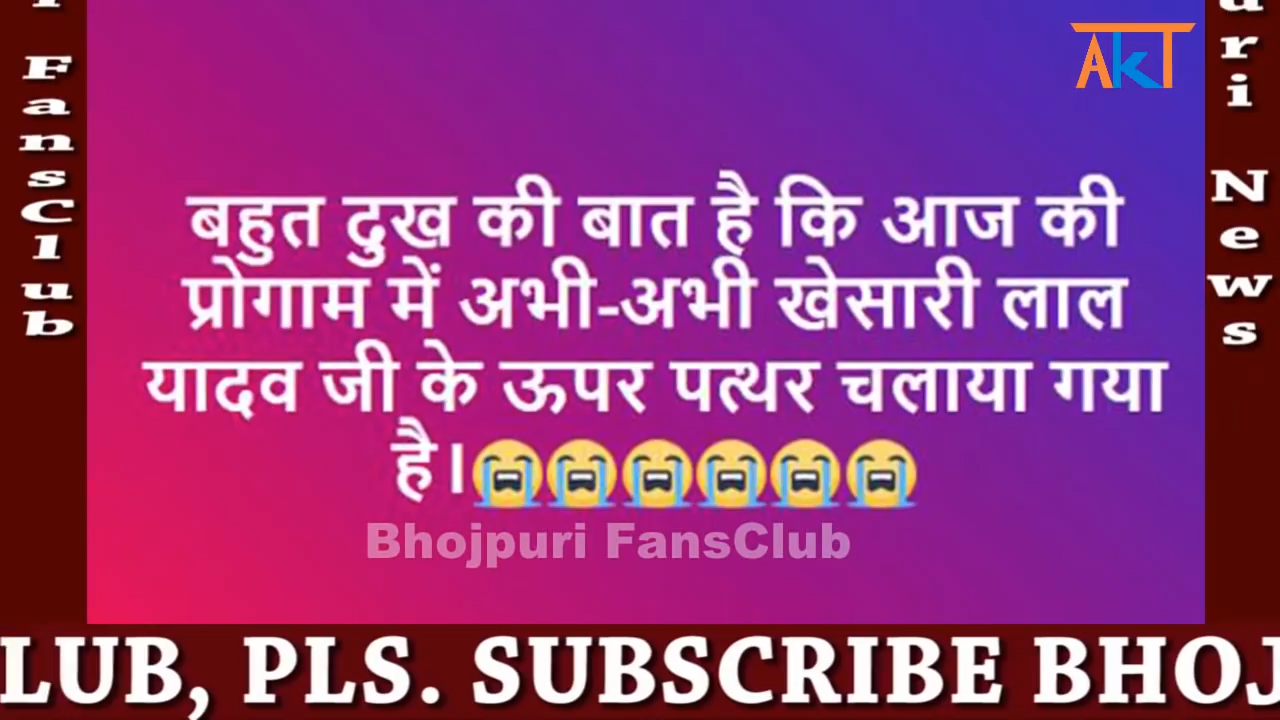 AKT
FansClub
uri News
बहुत दुख की बात है कि आज की
प्रोगाम में अभी-अभी खेसारी लाल
यादव जी के ऊपर पत्थर चलाया गया
है।😭😭😭😭😭😭
Bhojpuri FansClub
LUB, PLS. SUBSCRIBE BHOJ